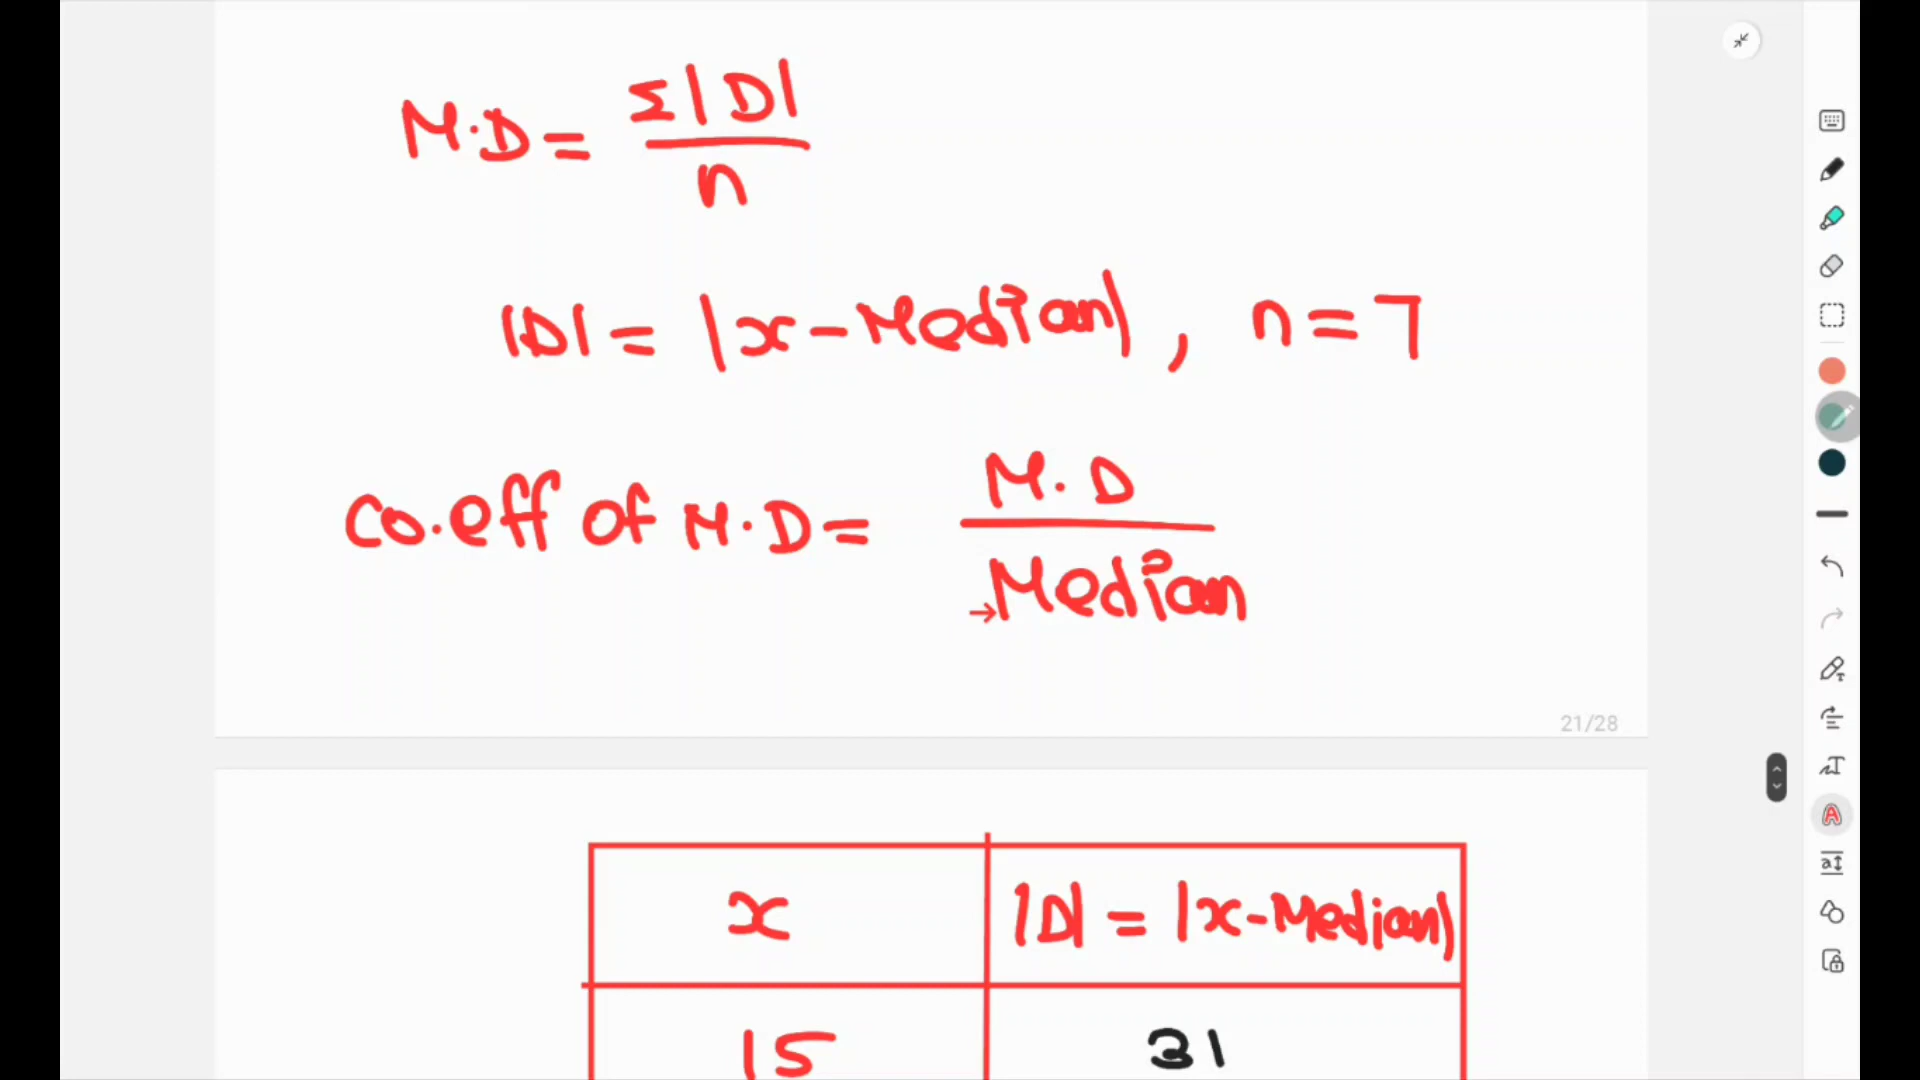 M.D = Σ|D|
n
|D| = |x - Median| , n = 7
Co.eff of M.D = M.D
→Median
21/28
x |D| = |x-Median|
15 31